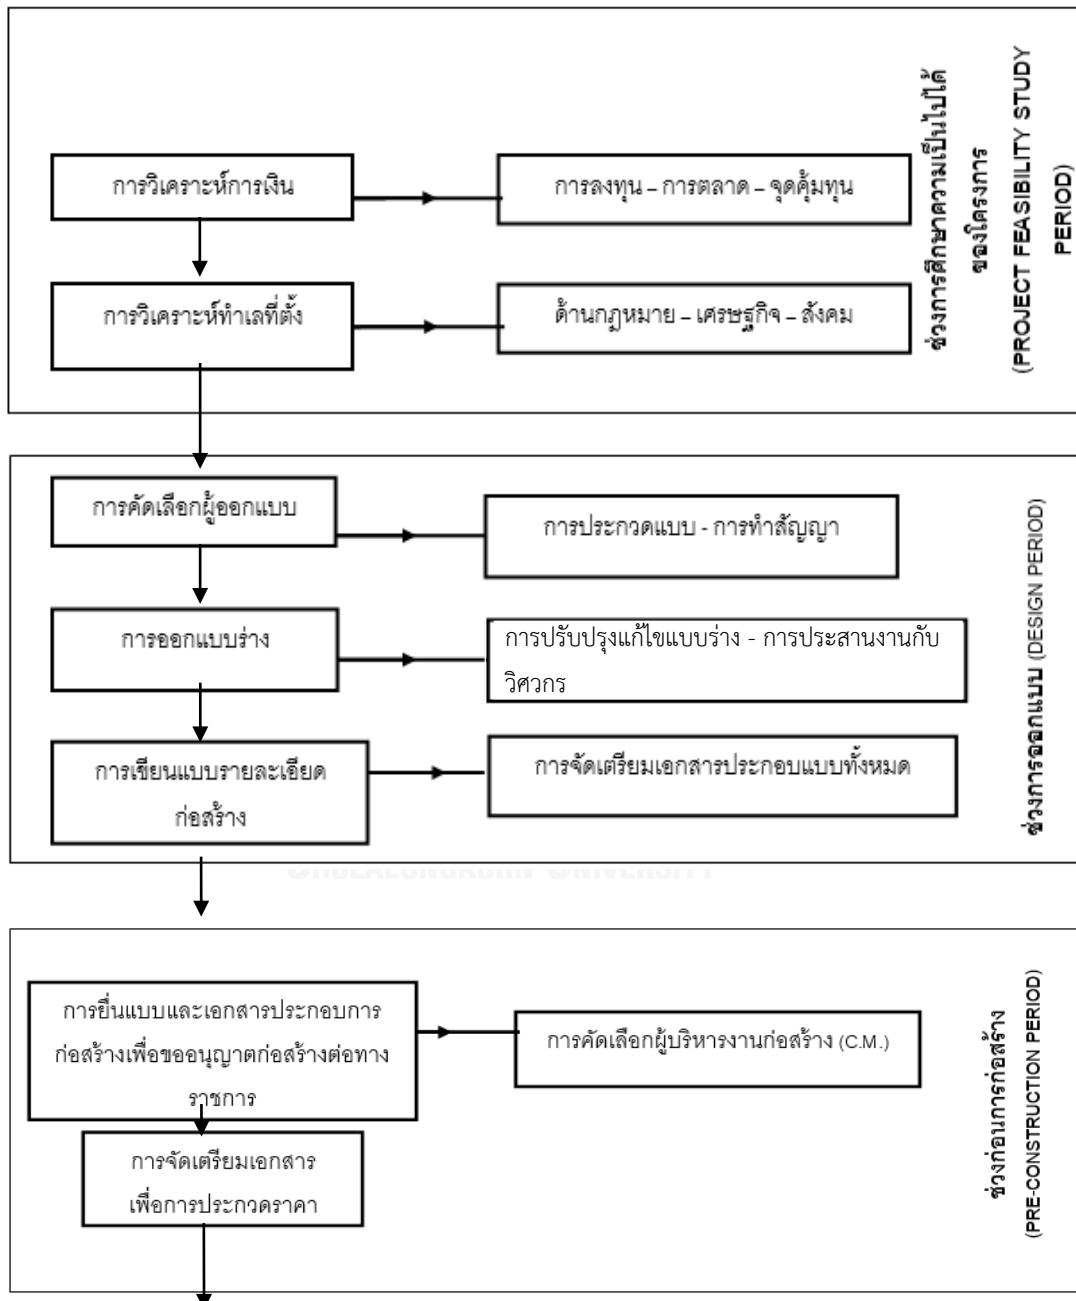 การวิเคราะห์การเงิน
การลงทุน – การตลาด – จุดคุ้มทุน
การวิเคราะห์ทำเลที่ตั้ง
ด้านกฎหมาย – เศรษฐกิจ – สังคม
ช่วงการศึกษาความเป็นไปได้
ของโครงการ
(PROJECT FEASIBILITY STUDY
PERIOD)
การคัดเลือกผู้ออกแบบ
การประกวดแบบ - การทำสัญญา
การออกแบบร่าง
การปรับปรุงแก้ไขแบบร่าง - การประสานงานกับ
วิศวกร
การเขียนแบบรายละเอียด
ก่อสร้าง
การจัดเตรียมเอกสารประกอบแบบทั้งหมด
ช่วงการออกแบบ (DESIGN PERIOD)
CHULALONGKORN UNIVERSITY
การยื่นแบบและเอกสารประกอบการ
ก่อสร้างเพื่อขออนุญาตก่อสร้างต่อทาง
ราชการ
การคัดเลือกผู้บริหารงานก่อสร้าง (C.M.)
การจัดเตรียมเอกสาร
เพื่อการประกวดราคา
ช่วงก่อนการก่อสร้าง
(PRE-CONSTRUCTION PERIOD)